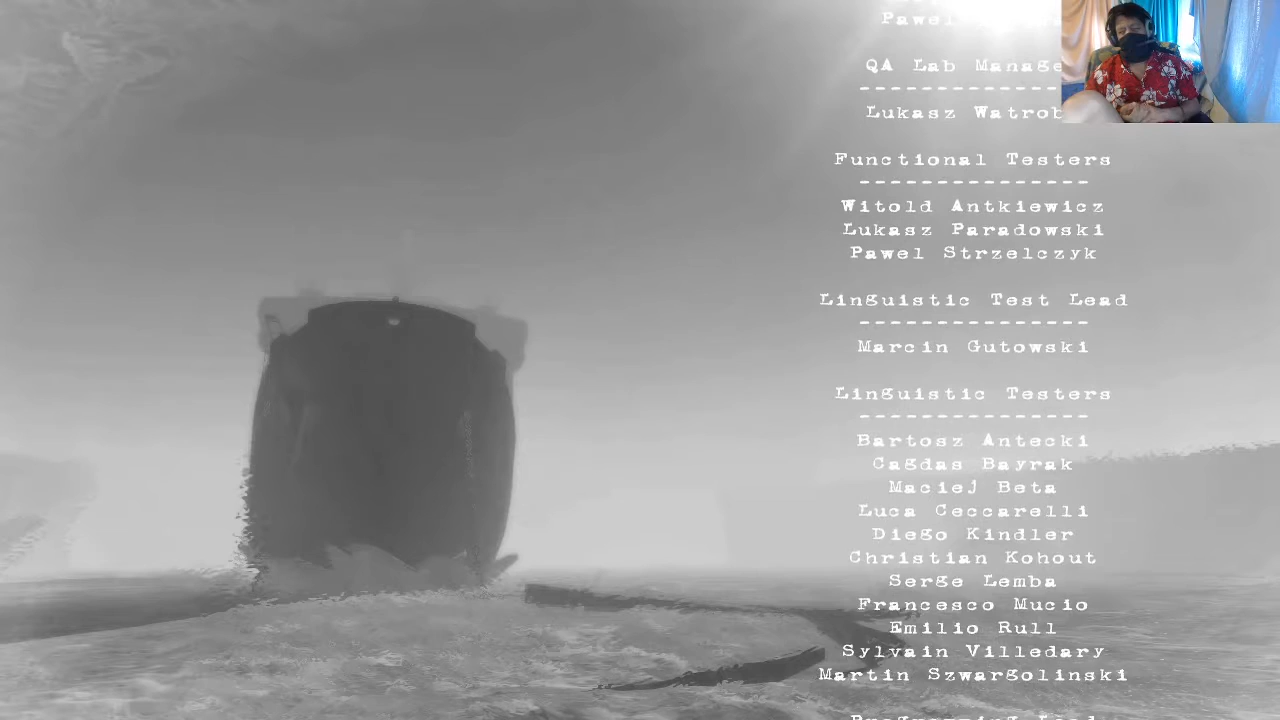 Pawel
QA Lab Manage
---------------
Lukasz Watrob
Functional Testers
---------------
Witold Antkiewicz
Lukasz Paradowski
Pawel Strzelczyk
Linguistic Test Lead
---------------
Marcin Gutowski
Linguistic Testers
---------------
Bartosz Antecki
Cagdas Bayrak
Maciej Beta
Luca Ceccarelli
Diego Kindler
Christian Kohout
Serge Lemba
Francesco Mucio
Emilio Rull
Sylvain Villedary
Martin Szwargolinski